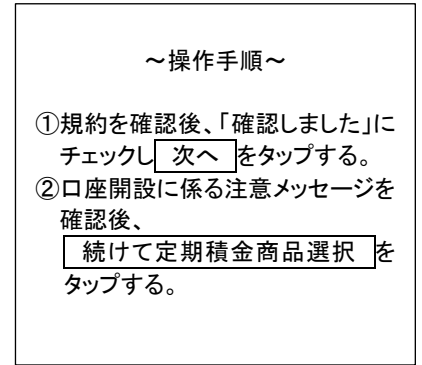 ～操作手順～
①規約を確認後、「確認しました」に
チェックし 次へ をタップする。
②口座開設に係る注意メッセージを
確認後、
続けて定期積金商品選択 を
タップする。